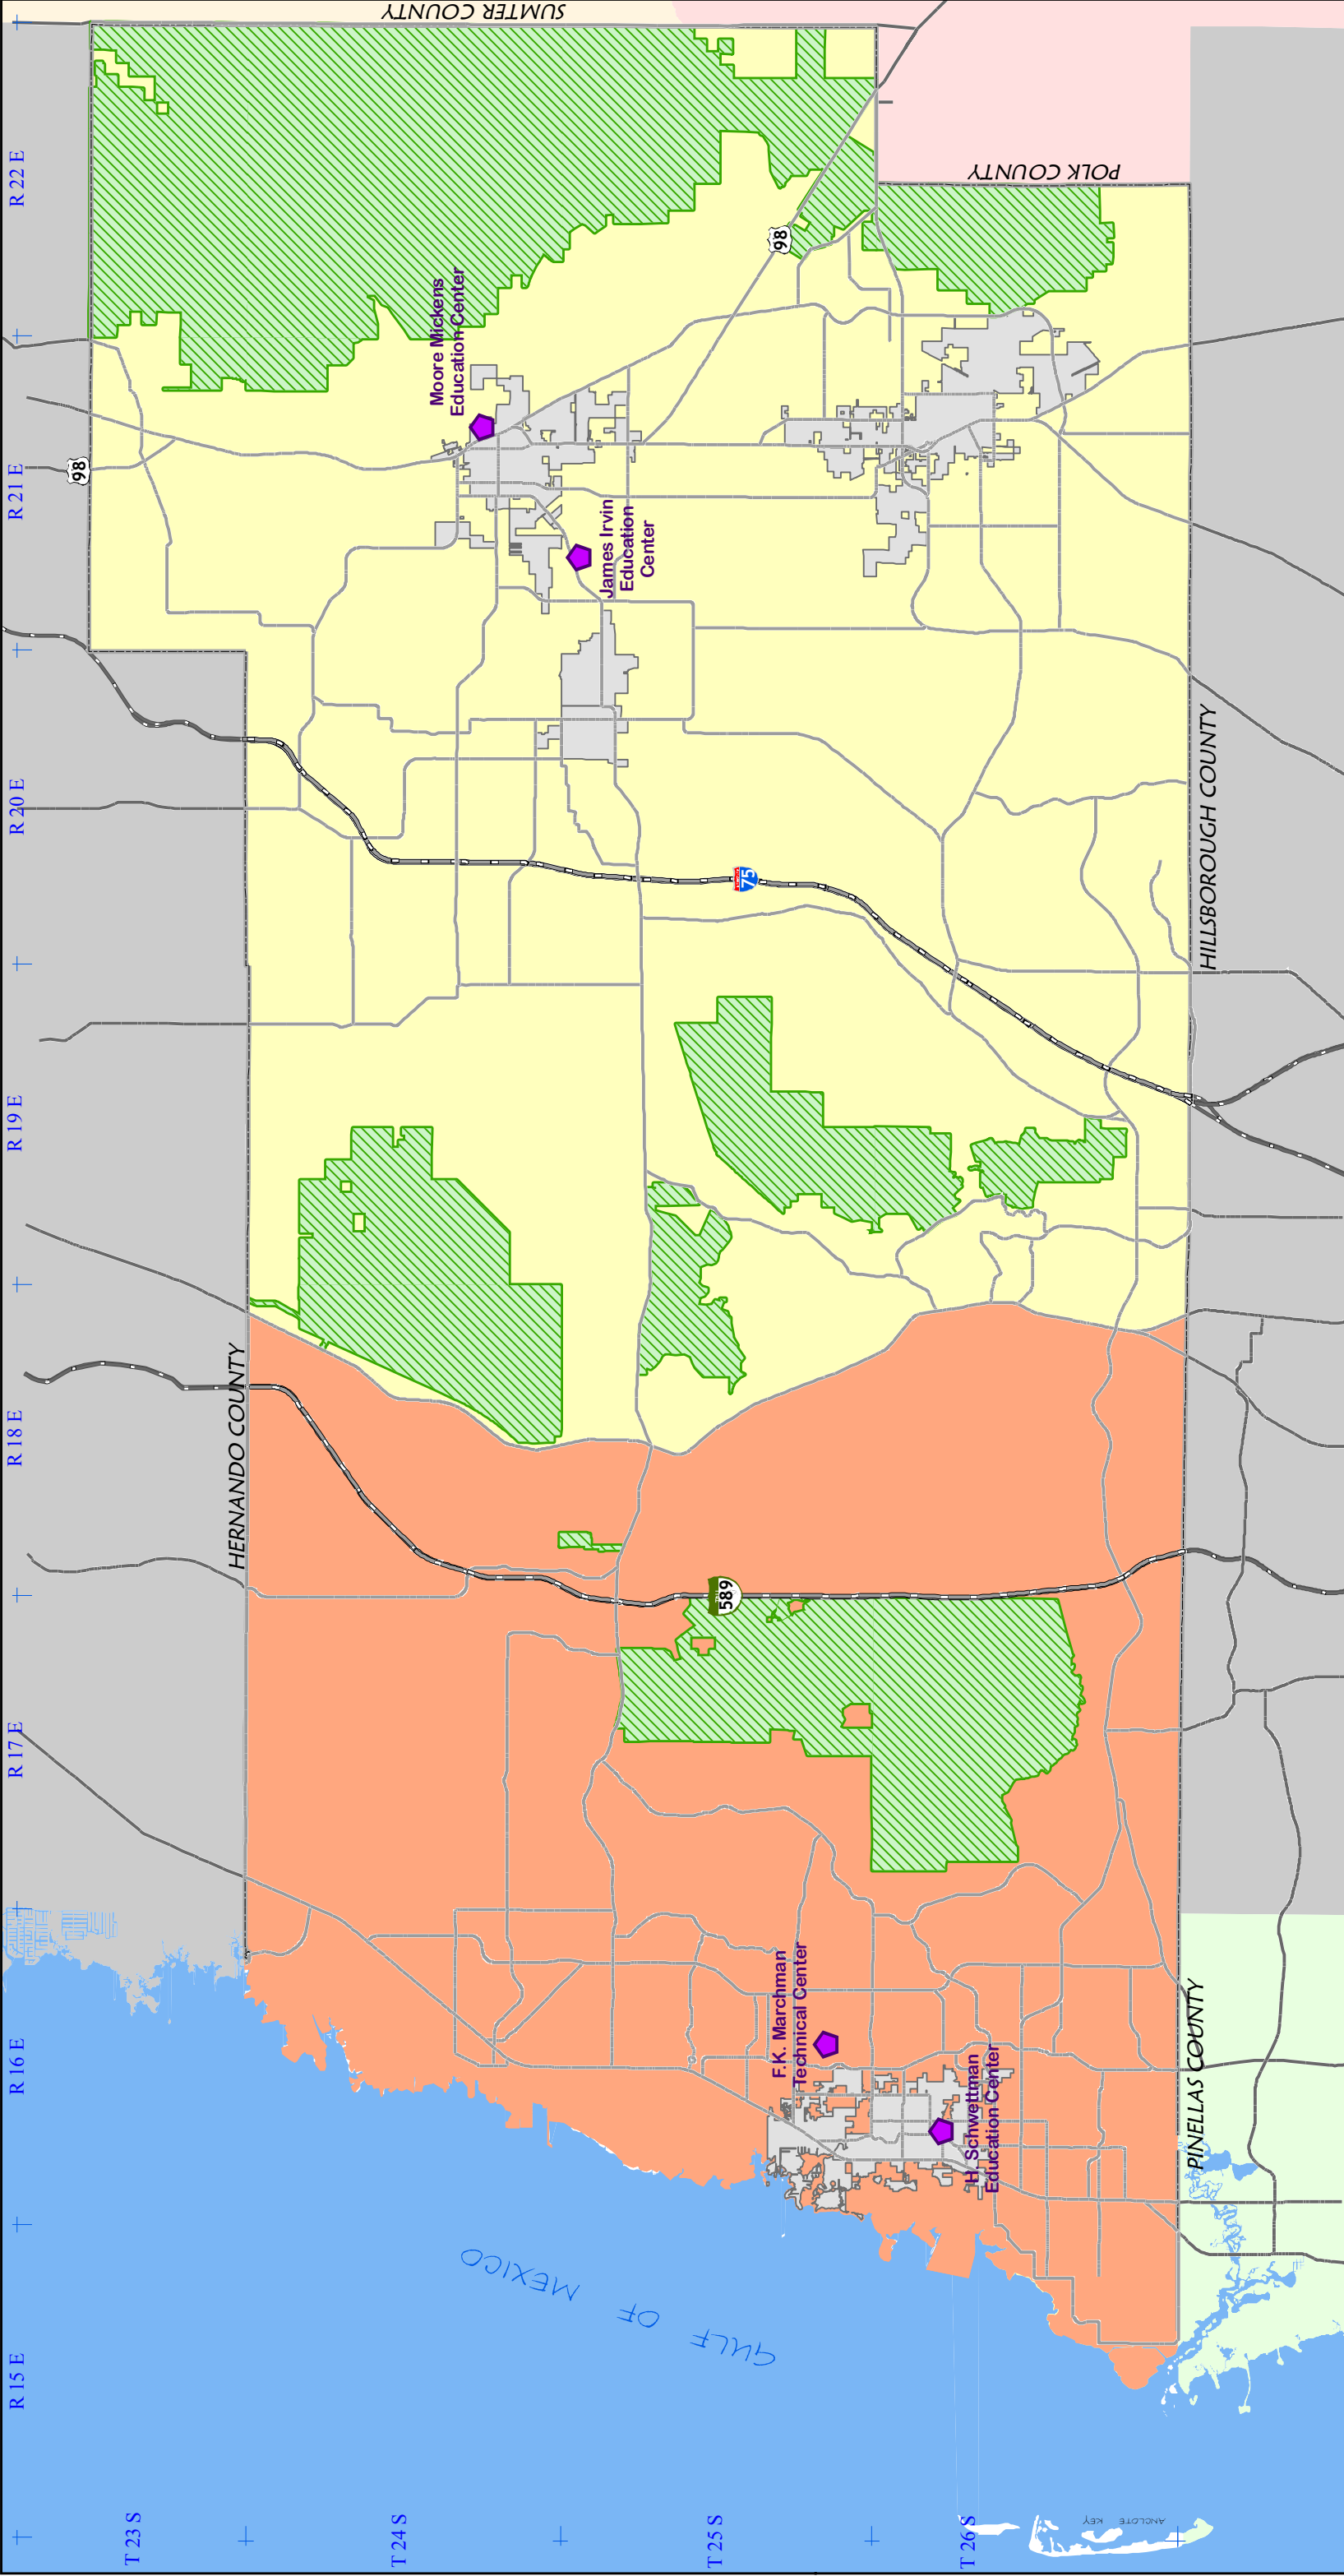 SUMTER COUNTY
R 22 E
POLK COUNTY
98
Moore Mickens
Education Center
R 21 E
98
James Irvin
Education
Center
R 20 E
HILLSBOROUGH COUNTY
75
R 19 E
HERNANDO COUNTY
R 18 E
589
R 17 E
F.K. Marchman
Technical Center
R 16 E
H. Schwettman
Education Center
PINELLAS COUNTY
GULF OF MEXICO
R 15 E
T 23 S
T 24 S
T 25 S
T 26 S
ANCLOTE KEY